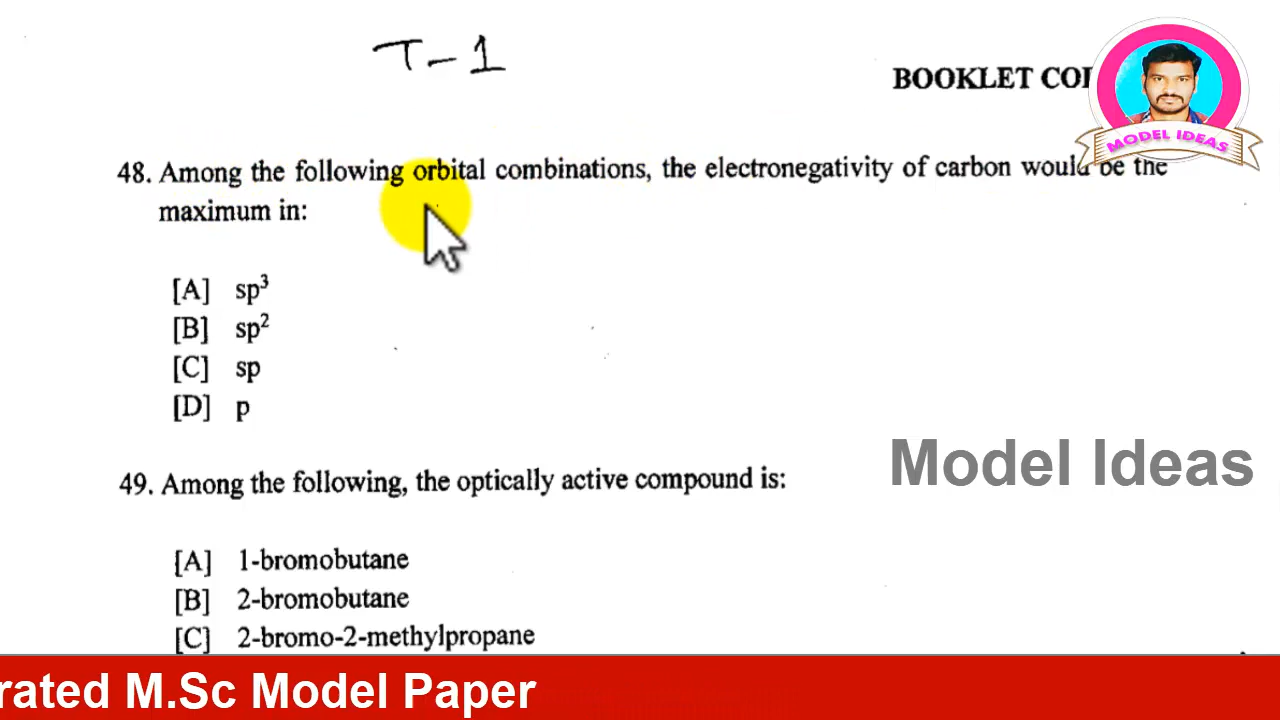 T-1
BOOKLET CO
MODEL IDEAS
48. Among the following orbital combinations, the electronegativity of carbon would be the
maximum in:
[A] sp³
[B] sp²
[C] sp
[D] p
Model Ideas
49. Among the following, the optically active compound is:
[A] 1-bromobutane
[B] 2-bromobutane
[C] 2-bromo-2-methylpropane
rated M.Sc Model Paper